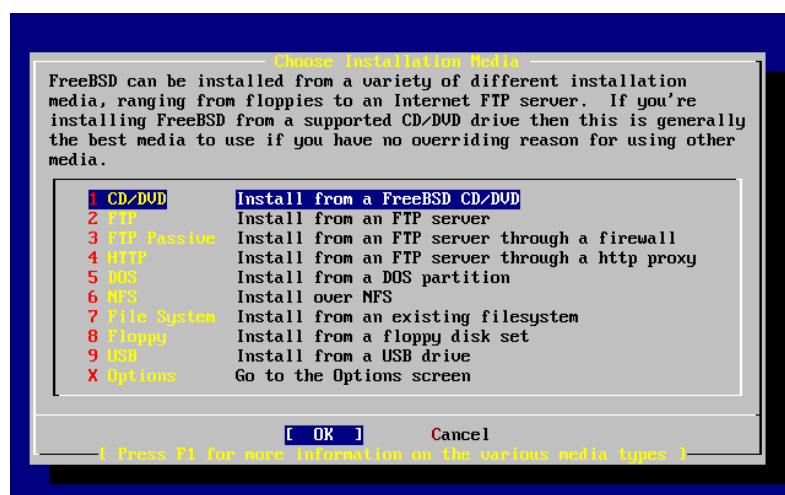 Choose Installation Media
FreeBSD can be installed from a variety of different installation
media, ranging from floppies to an Internet FTP server.  If you're
installing FreeBSD from a supported CD/DVD drive then this is generally
the best media to use if you have no overriding reason for using other
media.
1 CD/DVD Install from a FreeBSD CD/DVD
2 FTP Install from an FTP server
3 FTP Passive Install from an FTP server through a firewall
4 HTTP Install from an FTP server through a http proxy
5 DOS Install from a DOS partition
6 NFS Install over NFS
7 File System Install from an existing filesystem
8 Floppy Install from a floppy disk set
9 USB Install from a USB drive
X Options Go to the Options screen
[ OK ] Cancel
[ Press F1 for more information on the various media types ]